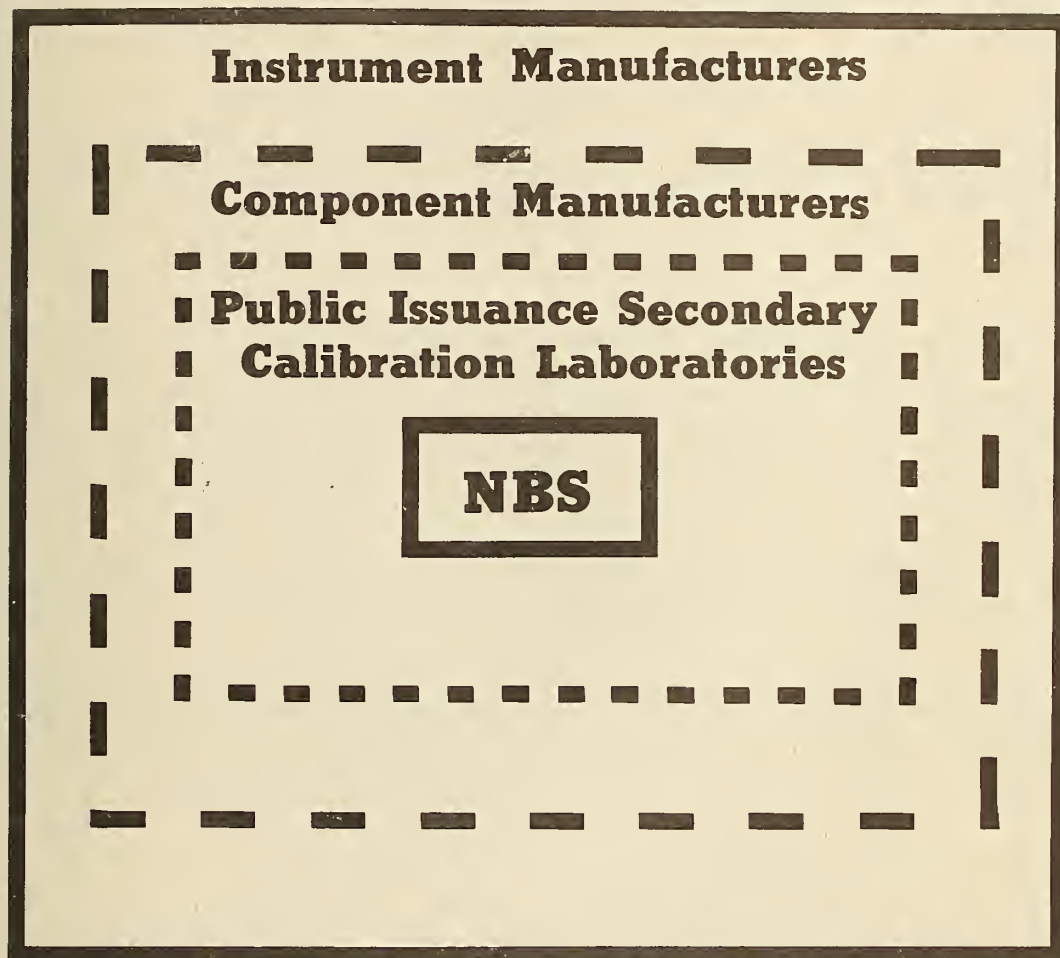 Instrument Manufacturers
Component Manufacturers
Public Issuance Secondary
Calibration Laboratories
NBS